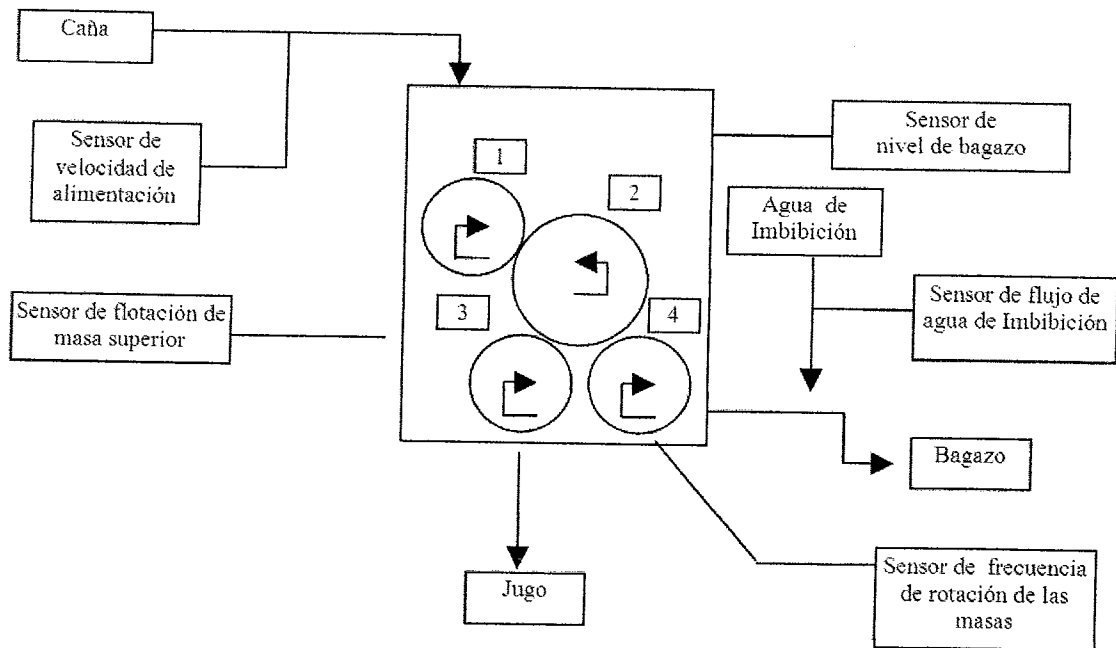 Caña
Sensor de
velocidad de
alimentación
Sensor de flotación de
masa superior
1
2
3
4
Sensor de
nivel de bagazo
Agua de
Imbibición
Sensor de flujo de
agua de Imbibición
Bagazo
Jugo
Sensor de frecuencia
de rotación de las
masas